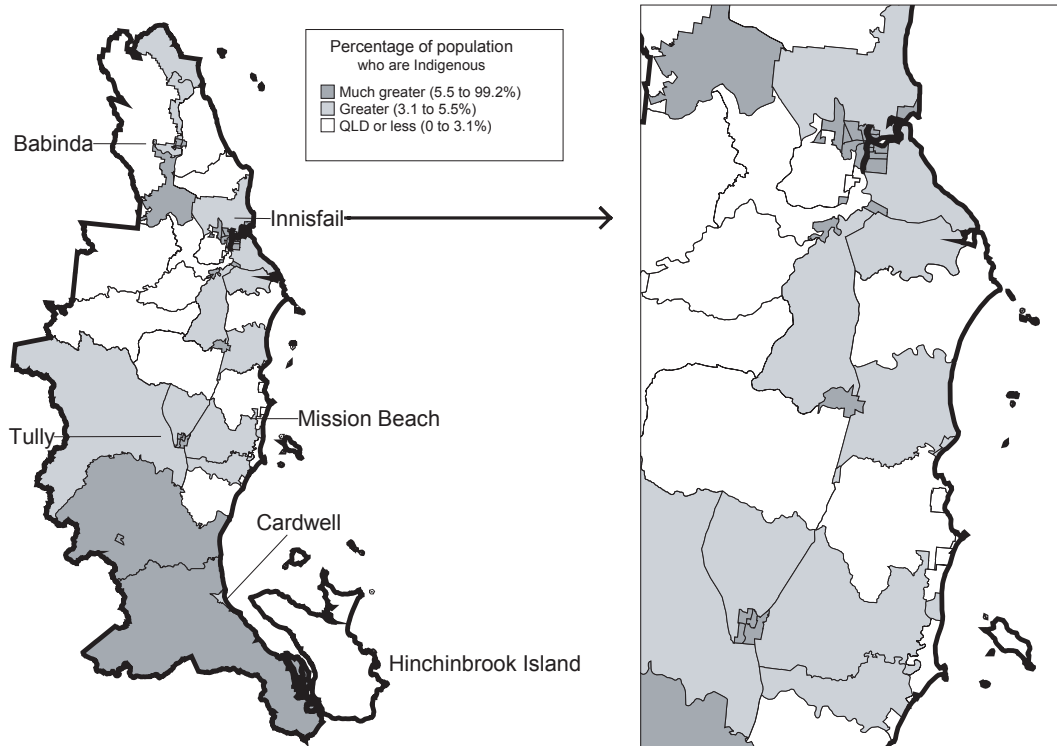 Percentage of population
who are Indigenous
Much greater (5.5 to 99.2%)
Greater (3.1 to 5.5%)
QLD or less (0 to 3.1%)
Babinda
Innisfail
Mission Beach
Tully
Cardwell
Hinchinbrook Island